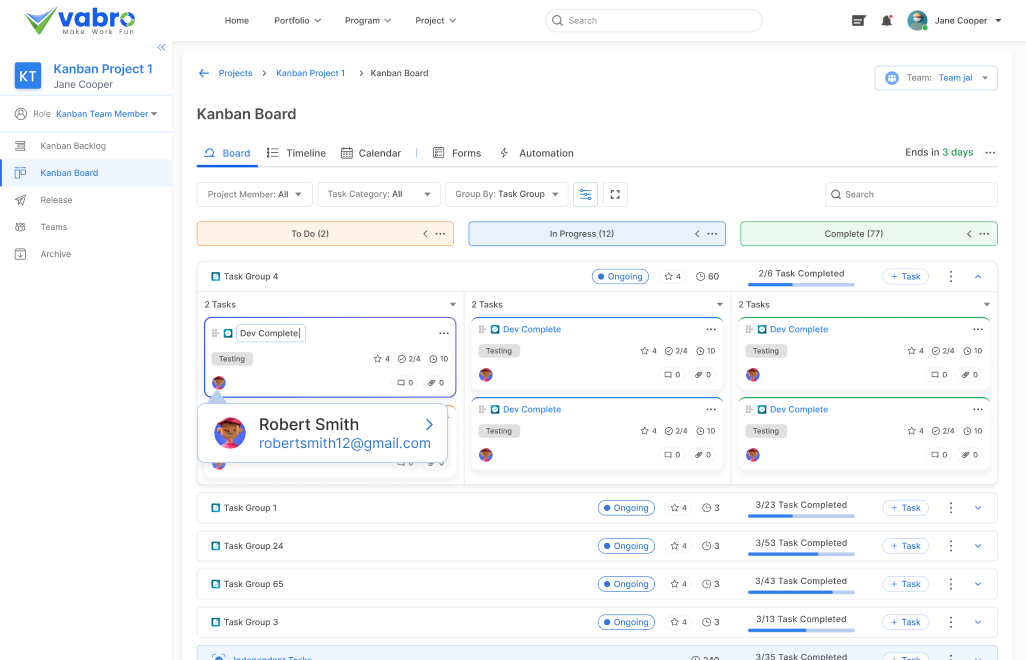 vabro
Make Work Fun
Home Portfolio Program Project
Search
Jane Cooper
KT
Kanban Project 1
Jane Cooper
Role Kanban Team Member
Kanban Backlog
Kanban Board
Release
Teams
Archive
Projects > Kanban Project 1 > Kanban Board
Team: Team jai
Kanban Board
Board Timeline Calendar | Forms Automation
Ends in 3 days
Project Member: All Task Category: All Group By: Task Group
Search
To Do (2) In Progress (12) Complete (77)
Task Group 4 Ongoing 4 60 2/6 Task Completed + Task
2 Tasks 2 Tasks 2 Tasks
Dev Complete Dev Complete Dev Complete
Testing 4 2/4 10 Testing 4 2/4 10 Testing 4 2/4 10
0 0 0 0 0 0
Dev Complete Dev Complete
Testing 4 2/4 10 Testing 4 2/4 10
0 0 0 0
Robert Smith
robertsmith12@gmail.com
0 0
Task Group 1 Ongoing 4 3 3/23 Task Completed + Task
Task Group 24 Ongoing 4 3 3/53 Task Completed + Task
Task Group 65 Ongoing 4 3 3/43 Task Completed + Task
Task Group 3 Ongoing 4 3 3/13 Task Completed + Task
Independent Tasks 240 3/35 Task Completed + Task